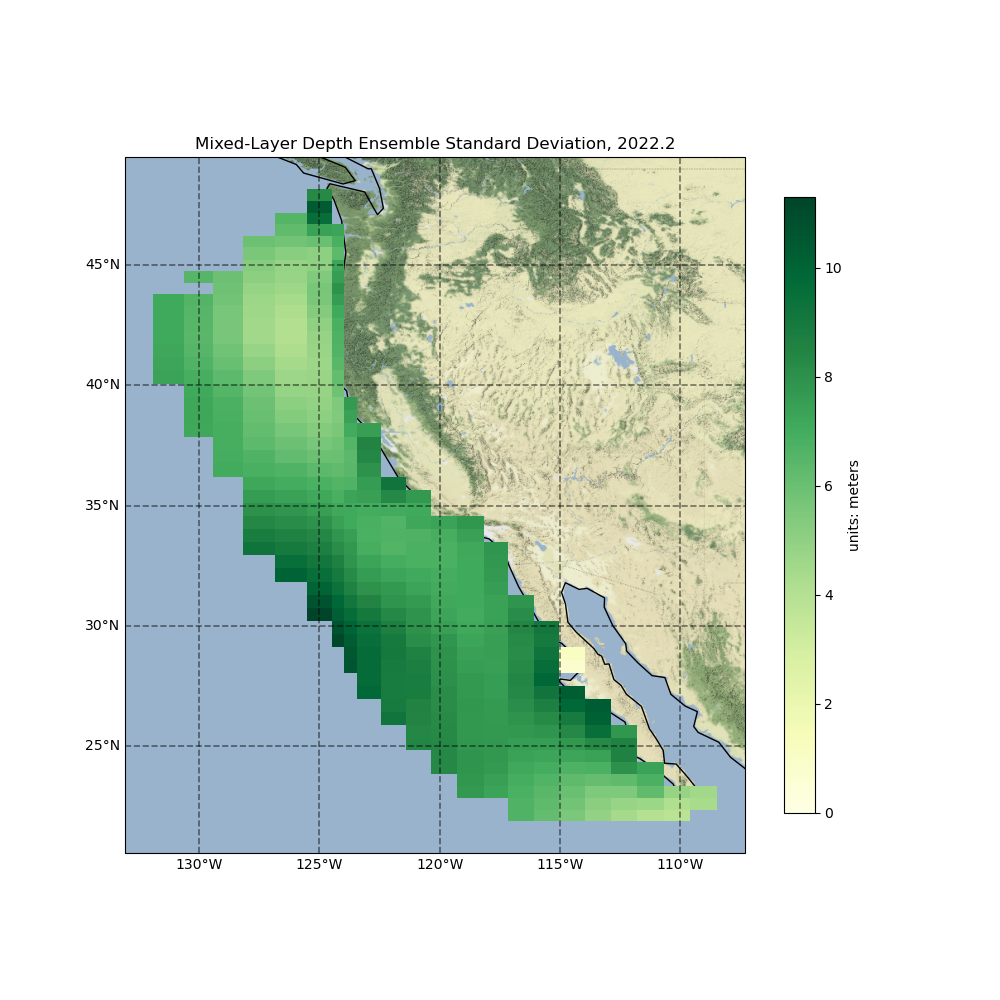 Mixed-Layer Depth Ensemble Standard Deviation, 2022.2
45°N
40°N
35°N
30°N
25°N
130°W 125°W 120°W 115°W 110°W
10
8
6
4
2
0
units: meters